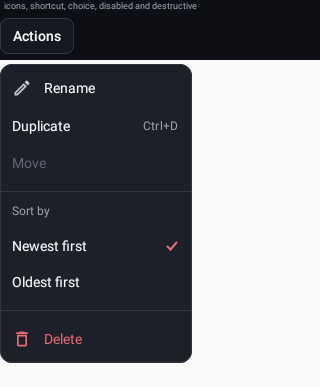 icons, shortcut, choice, disabled and destructive
Actions
Rename
Duplicate Ctrl+D
Move
Sort by
Newest first
Oldest first
Delete